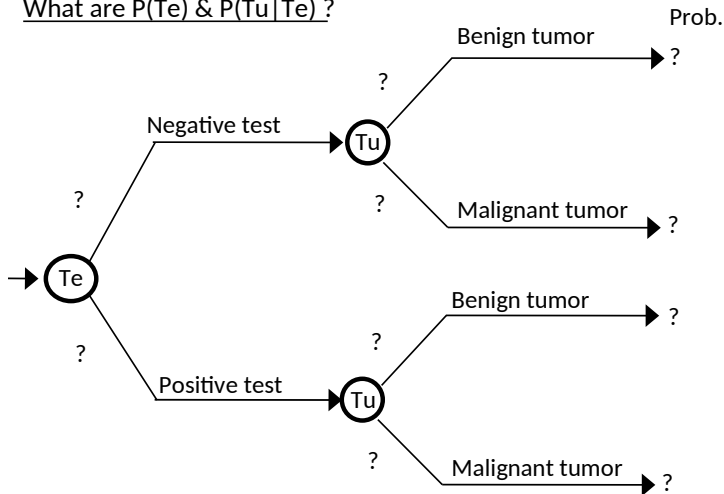 What are P(Te) & P(Tu|Te) ?
Prob.
Benign tumor
?
?
Negative test
Tu
?
?
Malignant tumor
?
Te
Benign tumor
?
?
?
Positive test
Tu
?
Malignant tumor
?